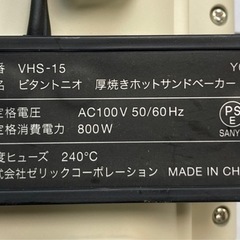 番 VHS-15 YO
名 ビタントニオ 厚焼きホットサンドベーカー
定格電圧 AC100V 50/60Hz
定格消費電力 800W
度ヒューズ 240℃
株式会社ゼリックコーポレーション MADE IN CH
PS
E
SANY